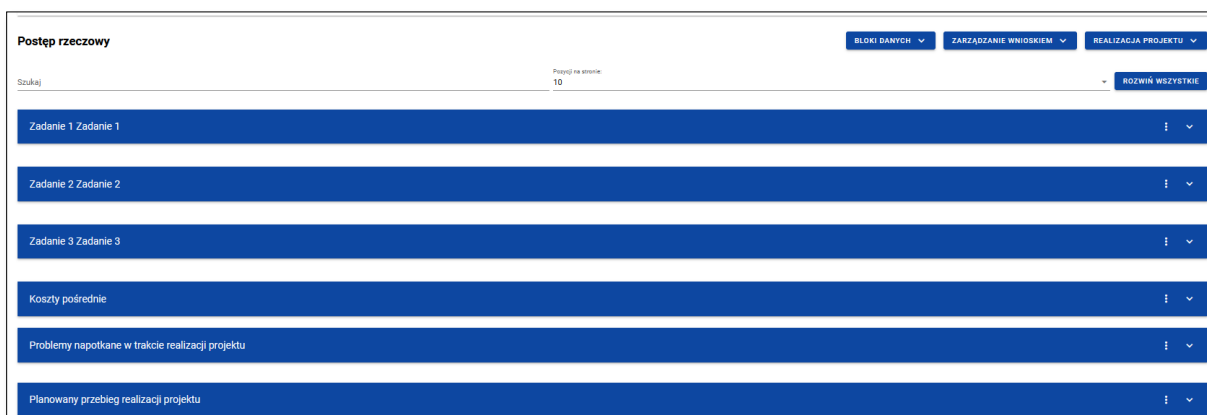 Postęp rzeczowy
BLOKI DANYCH
ZARZĄDZANIE WNIOSKIEM
REALIZACJA PROJEKTU
Szukaj
Pozycji na stronie:
10
ROZWIŃ WSZYSTKIE
Zadanie 1 Zadanie 1
Zadanie 2 Zadanie 2
Zadanie 3 Zadanie 3
Koszty pośrednie
Problemy napotkane w trakcie realizacji projektu
Planowany przebieg realizacji projektu